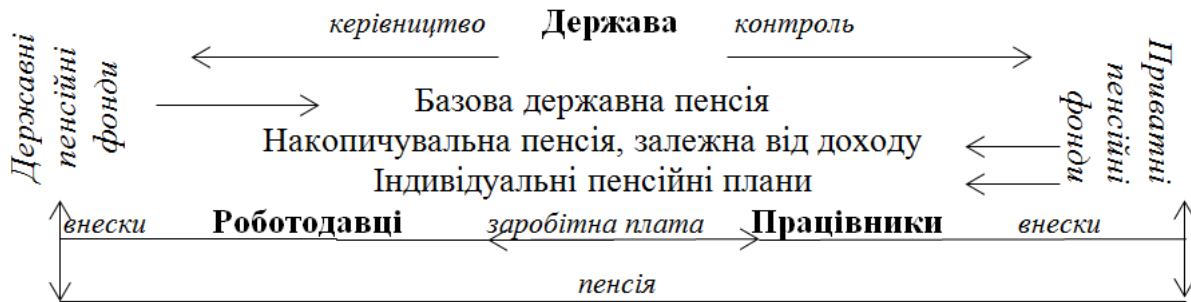 керівництво Держава контроль
Державні
пенсійні
фонди
Приватні
пенсійні
фонди
Базова державна пенсія
Накопичувальна пенсія, залежна від доходу
Індивідуальні пенсійні плани
внески Роботодавці заробітна плата Працівники внески
пенсія